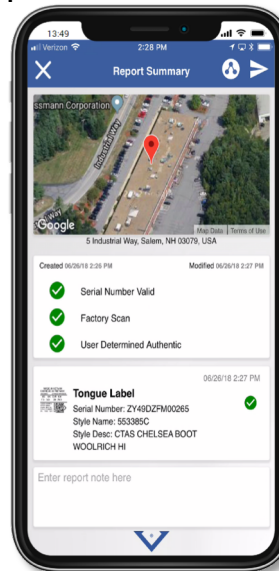 13:49
Verizon
2:28 PM
Report Summary
ssmann Corporation
Industrial Way
Google
Map Data
Terms of Use
5 Industrial Way, Salem, NH 03079, USA
Created 06/26/18 2:26 PM
Modified 06/26/18 2:27 PM
Serial Number Valid
Factory Scan
User Determined Authentic
06/26/18 2:27 PM
Tongue Label
Serial Number: ZY49DZFM00265
Style Name: 553385C
Style Desc: CTAS CHELSEA BOOT
WOOLRICH HI
Enter report note here